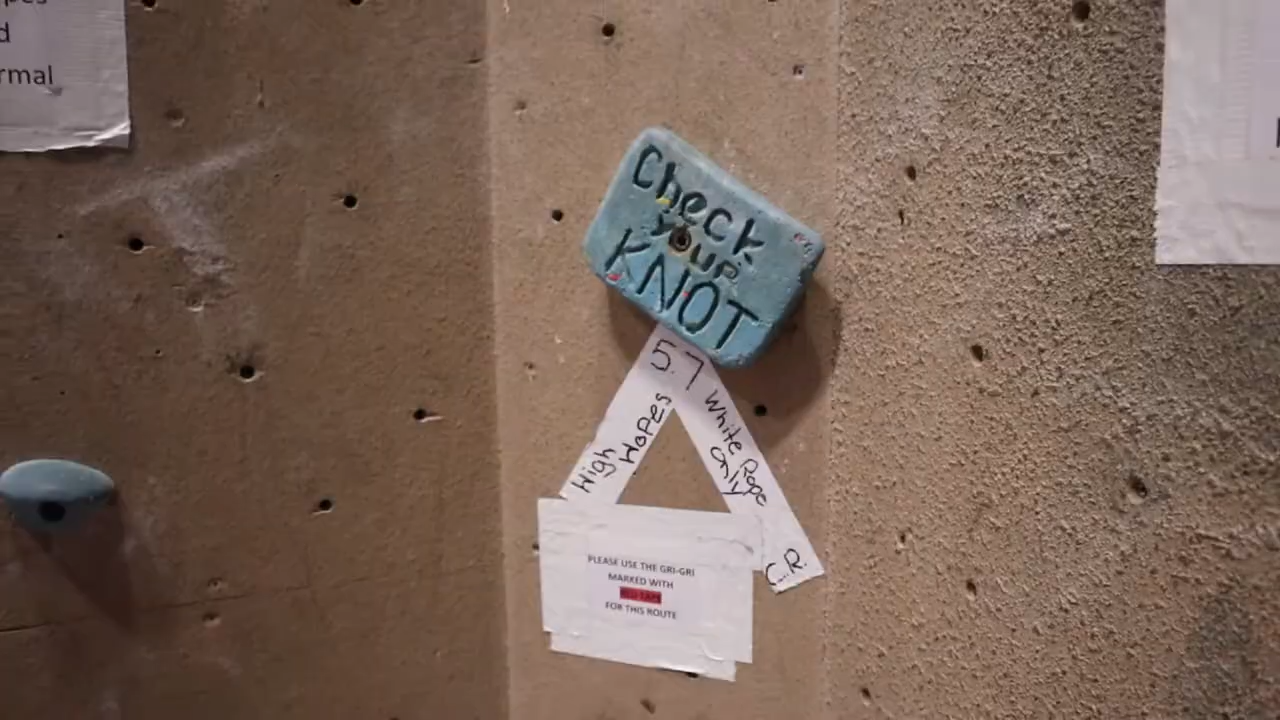 d
rmal
Check
your
KNOT
5.7
High Hopes
White Rope
only
C.R.
PLEASE USE THE GRI-GRI
MARKED WITH
RED TAPE
FOR THIS ROUTE